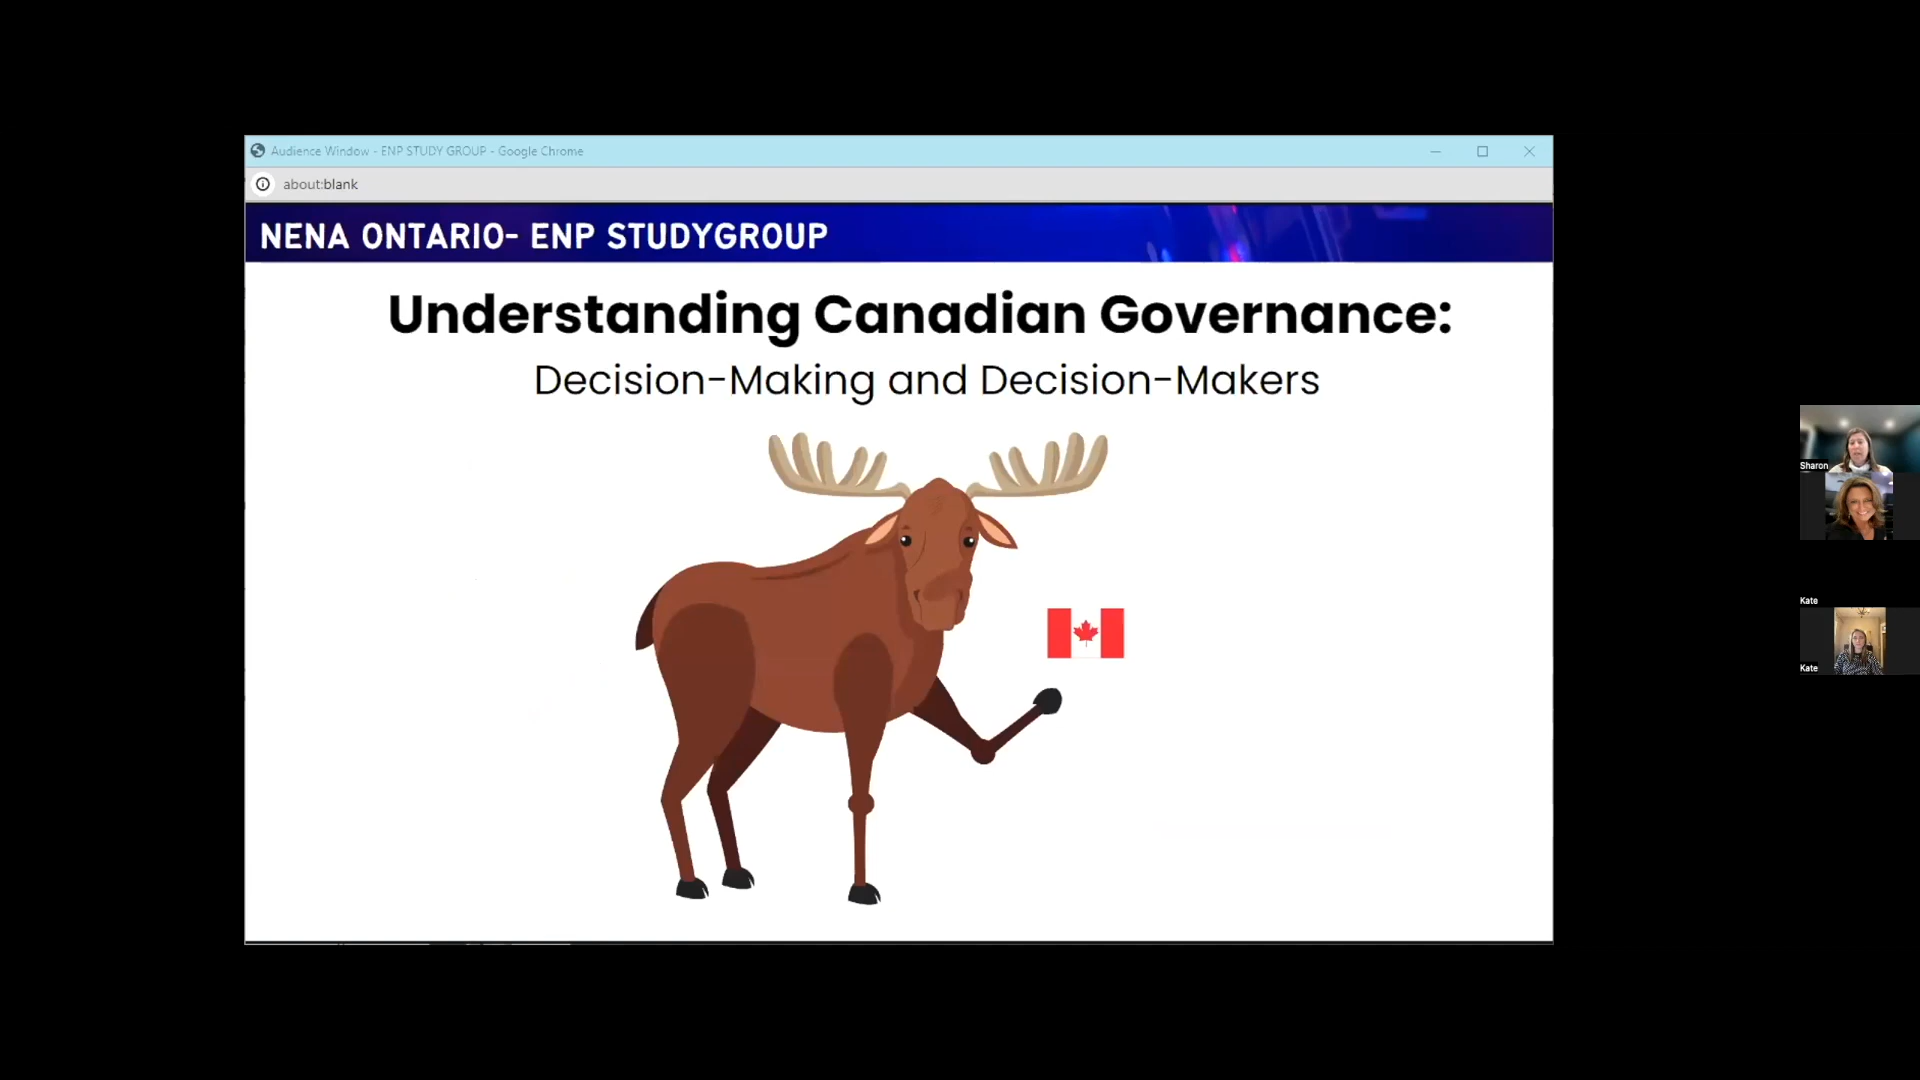 Audience Window - ENP STUDY GROUP - Google Chrome
about:blank
NENA ONTARIO- ENP STUDYGROUP
Understanding Canadian Governance:
Decision-Making and Decision-Makers
Sharon
Kate
Kate